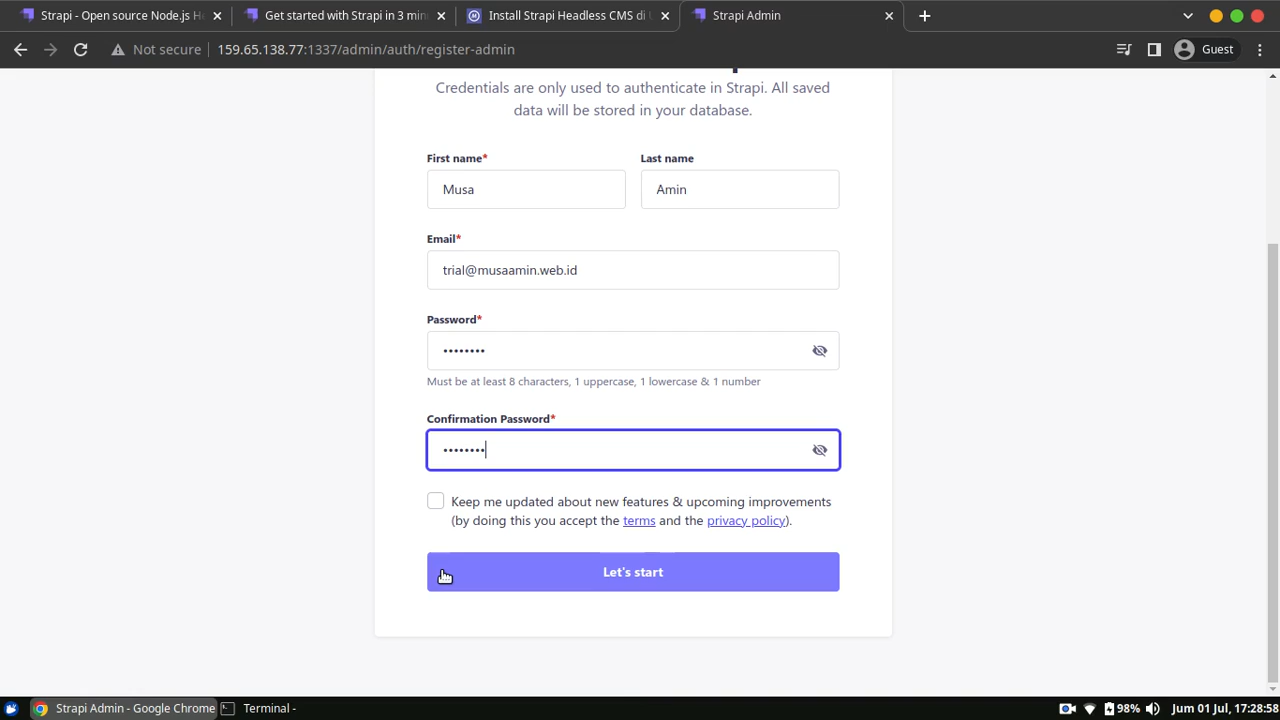 Strapi - Open source Node.js H
Get started with Strapi in 3 min
Install Strapi Headless CMS di
Strapi Admin
Not secure
159.65.138.77:1337/admin/auth/register-admin
Guest
Credentials are only used to authenticate in Strapi. All saved
data will be stored in your database.
First name*
Last name
Musa
Amin
Email*
trial@musaamin.web.id
Password*
••••••••
Must be at least 8 characters, 1 uppercase, 1 lowercase & 1 number
Confirmation Password*
••••••••
Keep me updated about new features & upcoming improvements
(by doing this you accept the terms and the privacy policy).
Let's start
Strapi Admin - Google Chrome
Terminal -
98%
Jum 01 Jul, 17:28:58